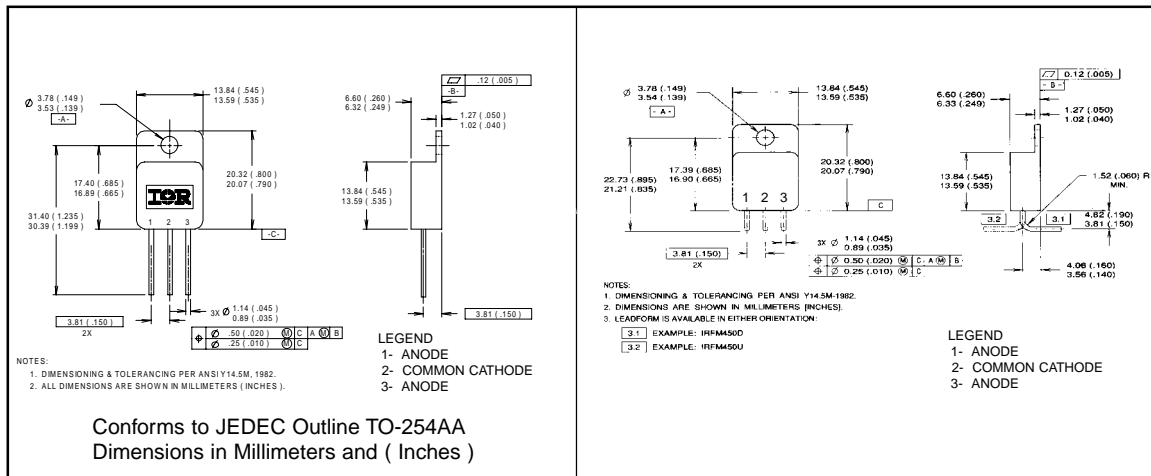 .12 ( .005 )
-B-
13.84 ( .545 )
13.59 ( .535 )
Ø 3.78 ( .149 )
3.53 ( .139 )
-A-
6.60 ( .260 )
6.32 ( .249 )
1.27 ( .050 )
1.02 ( .040 )
17.40 ( .685 )
16.89 ( .665 )
20.32 ( .800 )
20.07 ( .790 )
13.84 ( .545 )
13.59 ( .535 )
IOR
31.40 ( 1.235 )
30.39 ( 1.199 )
1 2 3
-C-
3X Ø 1.14 ( .045 )
0.89 ( .035 )
3.81 ( .150 )
2X
3.81 ( .150 )
Ø .50 ( .020 ) Ⓜ C A Ⓜ B
Ø .25 ( .010 ) Ⓜ C
LEGEND
1- ANODE
2- COMMON CATHODE
3- ANODE
NOTES:
1. DIMENSIONING & TOLERANCING PER ANSI Y14.5M, 1982.
2. ALL DIMENSIONS ARE SHOWN IN MILLIMETERS ( INCHES ).
Conforms to JEDEC Outline TO-254AA
Dimensions in Millimeters and ( Inches )
0.12 (.005)
- B -
Ø 3.78 (.149)
3.54 (.139)
- A -
13.84 (.545)
13.59 (.535)
6.60 (.260)
6.33 (.249)
1.27 (.050)
1.02 (.040)
22.73 (.895)
21.21 (.835)
17.39 (.685)
16.90 (.665)
20.32 (.800)
20.07 (.790)
13.84 (.545)
13.59 (.535)
1.52 (.060) R
MIN.
1 2 3
C
3.2
3.1
4.82 (.190)
3.81 (.150)
3X Ø 1.14 (.045)
0.89 (.035)
3.81 (.150)
2X
Ø 0.50 (.020) Ⓜ C - A Ⓜ B
Ø 0.25 (.010) Ⓜ C
4.06 (.160)
3.56 (.140)
NOTES:
1. DIMENSIONING & TOLERANCING PER ANSI Y14.5M-1982.
2. DIMENSIONS ARE SHOWN IN MILLIMETERS [INCHES].
3. LEADFORM IS AVAILABLE IN EITHER ORIENTATION:
3.1 EXAMPLE: IRFM450D
3.2 EXAMPLE: IRFM450U
LEGEND
1- ANODE
2- COMMON CATHODE
3- ANODE